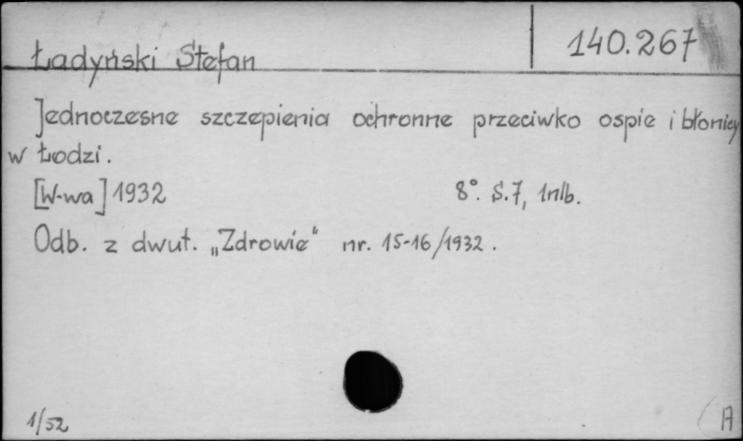 140.267
Ładyński Stefan
Jednoczesne szczepienia ochronne przeciwko ospie i błonicy
w Łodzi.
[W-wa] 1932 8°. S.7, 1nlb.
Odb. z dwut. „Zdrowie" nr. 15-16/1932.
1/52 (A